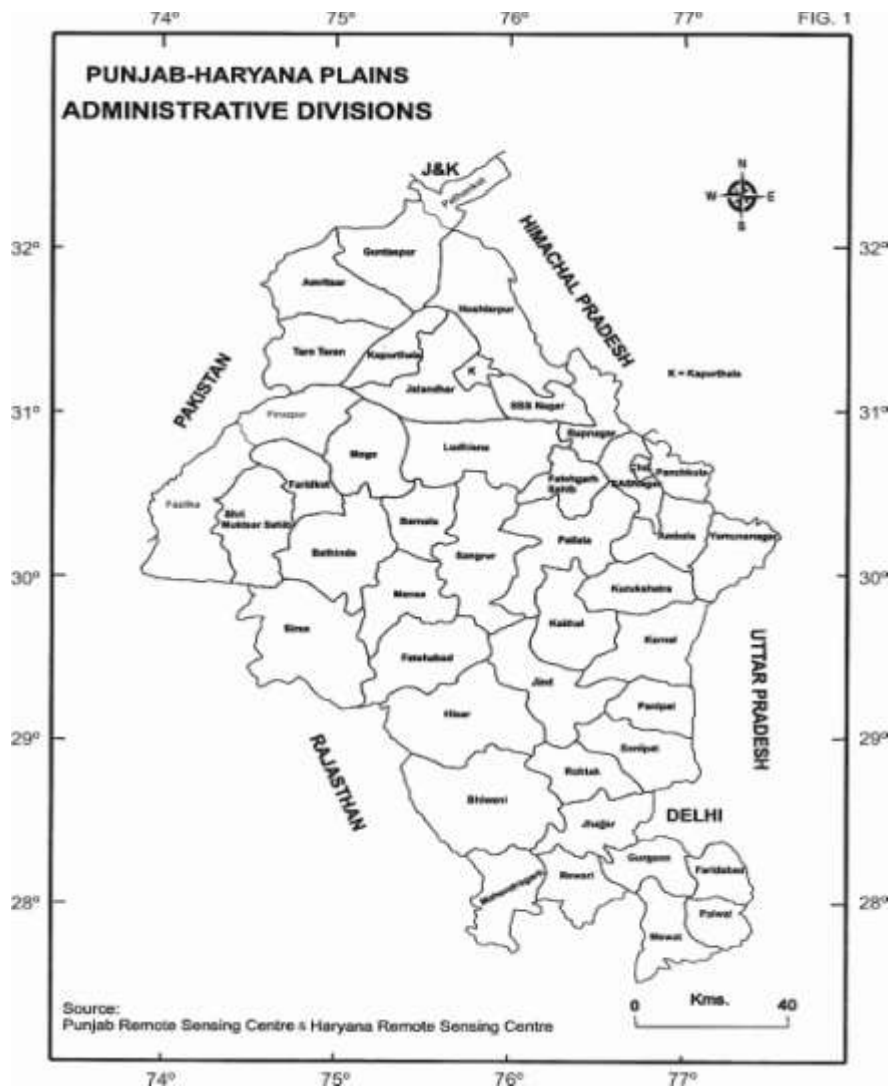 74° 75° 76° 77° FIG. 1
PUNJAB-HARYANA PLAINS
ADMINISTRATIVE DIVISIONS
J&K
Pathankot
N
W E
S
HIMACHAL PRADESH
32° 32°
Gurdaspur
Amritsar
Hoshiarpur
Tarn Taran
Kapurthala
K
K = Kapurthala
PAKISTAN
Jalandhar
SBS Nagar
31° 31°
Firozpur
Rupnagar
Moga
Ludhiana
Chd.
Panchkula
Fatehgarh
Sahib
SASNagar
Faridkot
Fazilka
Shri
Muktsar Sahib
Barnala
Bathinda
Sangrur
Patiala
Ambala
Yamunanagar
30° 30°
Mansa
Kurukshetra
Sirsa
Kaithal
Karnal
Fatehabad
UTTAR PRADESH
Jind
Panipat
Hisar
29° 29°
Sonipat
RAJASTHAN
Rohtak
Bhiwani
Jhajjar
DELHI
Gurgaon
Faridabad
Rewari
Mahendragarh
28° 28°
Palwal
Mewat
Source:
Punjab Remote Sensing Centre & Haryana Remote Sensing Centre
0 Kms. 40
74° 75° 76° 77°